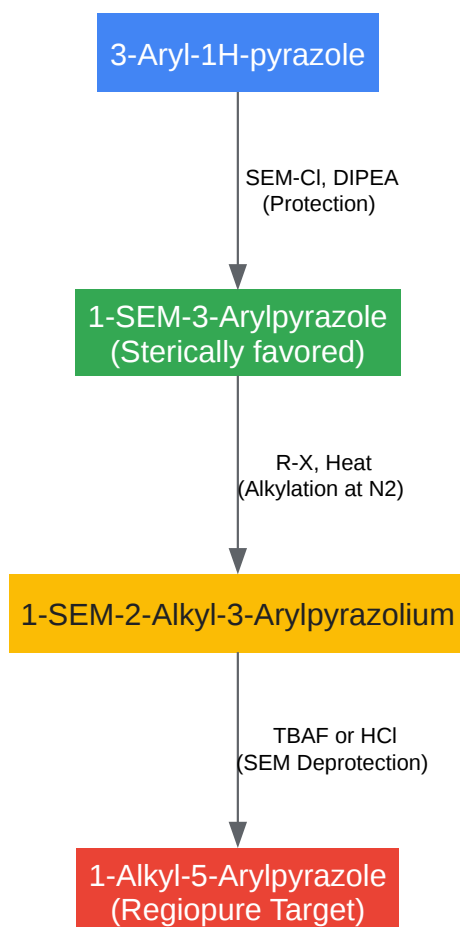 3-Aryl-1H-pyrazole
SEM-Cl, DIPEA
(Protection)
1-SEM-3-Arylpyrazole
(Sterically favored)
R-X, Heat
(Alkylation at N2)
1-SEM-2-Alkyl-3-Arylpyrazolium
TBAF or HCl
(SEM Deprotection)
1-Alkyl-5-Arylpyrazole
(Regiopure Target)